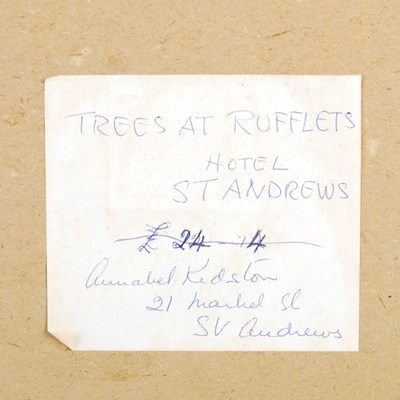 TREES AT RUFFLETS
HOTEL
ST ANDREWS
£ 24 14
Annabel Kidston
21 Market St
St Andrews